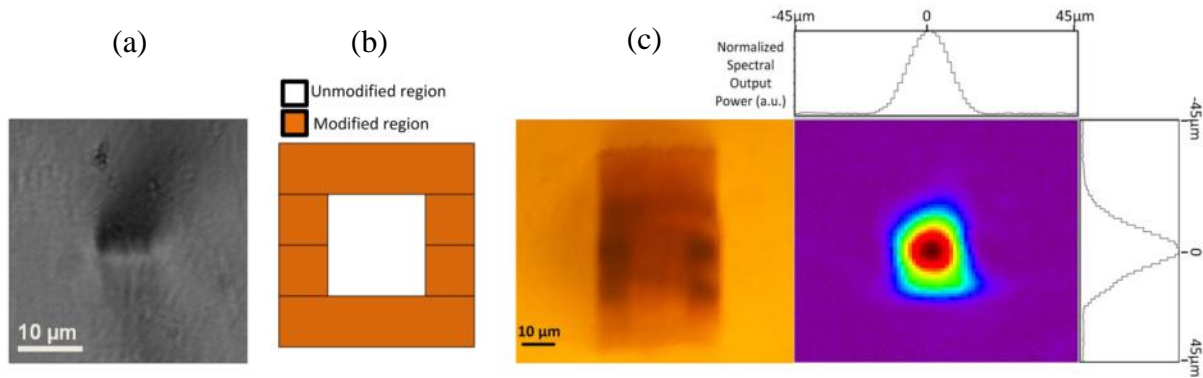 (a)
(b)
Unmodified region
Modified region
(c)
-45μm 0 45μm
Normalized
Spectral
Output
Power (a.u.)
-45μm
0
45μm
10 μm
10 μm